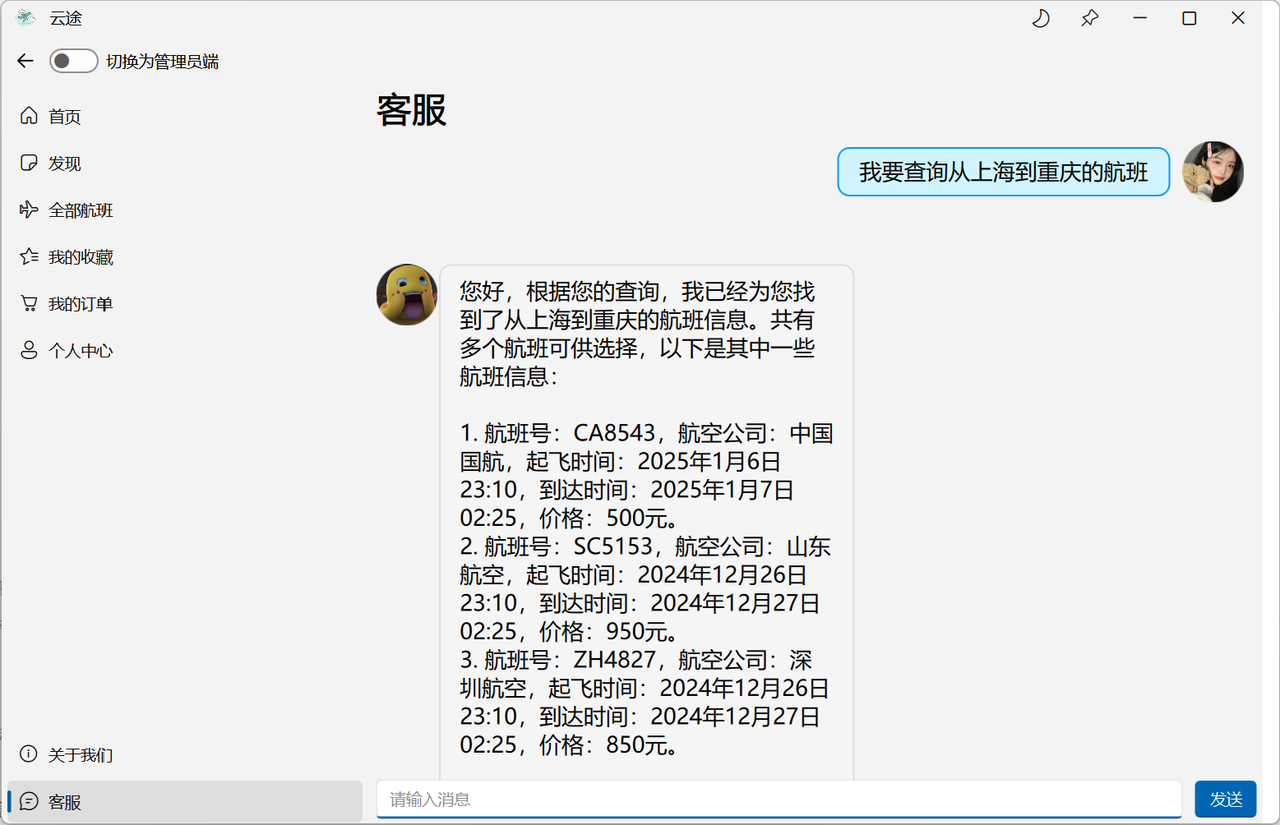 云途
切换为管理员端
首页
发现
全部航班
我的收藏
我的订单
个人中心
关于我们
客服
客服
我要查询从上海到重庆的航班
您好，根据您的查询，我已经为您找
到了从上海到重庆的航班信息。共有
多个航班可供选择，以下是其中一些
航班信息：
1. 航班号：CA8543，航空公司：中国
国航，起飞时间：2025年1月6日
23:10，到达时间：2025年1月7日
02:25，价格：500元。
2. 航班号：SC5153，航空公司：山东
航空，起飞时间：2024年12月26日
23:10，到达时间：2024年12月27日
02:25，价格：950元。
3. 航班号：ZH4827，航空公司：深
圳航空，起飞时间：2024年12月26日
23:10，到达时间：2024年12月27日
02:25，价格：850元。
请输入消息
发送